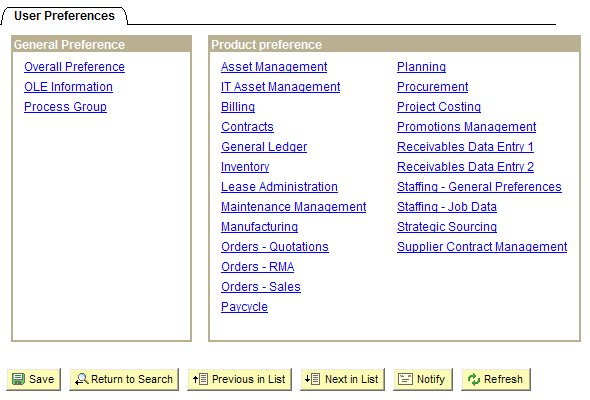 User Preferences
General Preference
Overall Preference
OLE Information
Process Group
Product preference
Asset Management
IT Asset Management
Billing
Contracts
General Ledger
Inventory
Lease Administration
Maintenance Management
Manufacturing
Orders - Quotations
Orders - RMA
Orders - Sales
Paycycle
Planning
Procurement
Project Costing
Promotions Management
Receivables Data Entry 1
Receivables Data Entry 2
Staffing - General Preferences
Staffing - Job Data
Strategic Sourcing
Supplier Contract Management
Save
Return to Search
Previous in List
Next in List
Notify
Refresh